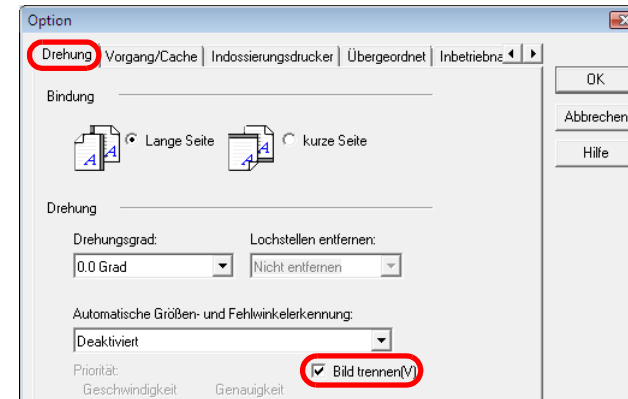 Option
Drehung Vorgang/Cache Indossierungsdrucker Übergeordnet Inbetriebna
OK
Bindung
Abbrechen
A A Lange Seite A A kurze Seite
Hilfe
Drehung
Drehungsgrad: Lochstellen entfernen:
0.0 Grad Nicht entfernen
Automatische Größen- und Fehlwinkelerkennung:
Deaktiviert
Priorität: Bild trennen(V)
Geschwindigkeit Genauigkeit